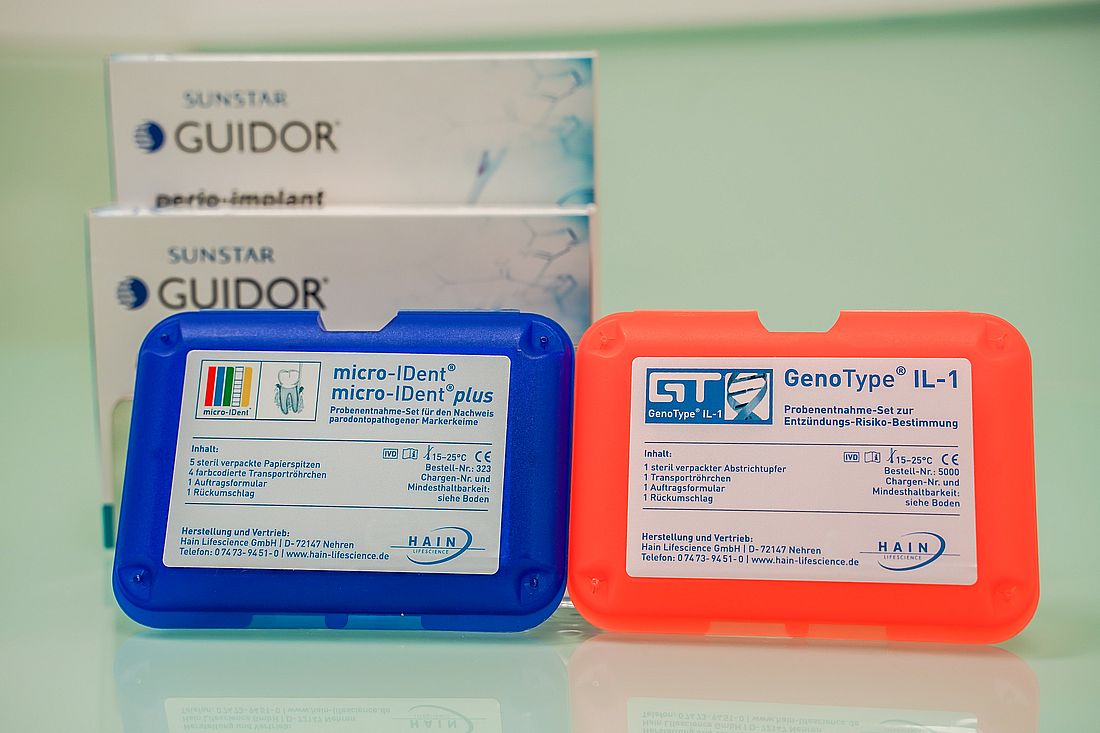 SUNSTAR
GUIDOR®
perio-implant
SUNSTAR
GUIDOR®
micro-IDent®
micro-IDent®
micro-IDent®plus
Probenentnahme-Set für den Nachweis
parodontopathogener Markerkeime
Inhalt:
5 steril verpackte Papierspitzen
4 farbcodierte Transportröhrchen
1 Auftragsformular
1 Rückumschlag
IVD 15–25°C CE
Bestell-Nr.: 323
Chargen-Nr. und
Mindesthaltbarkeit:
siehe Boden
Herstellung und Vertrieb:
Hain Lifescience GmbH | D-72147 Nehren
Telefon: 07473-9451-0 | www.hain-lifescience.de
HAIN
LIFESCIENCE
GT
GenoType® IL-1
GenoType® IL-1
Probenentnahme-Set zur
Entzündungs-Risiko-Bestimmung
Inhalt:
1 steril verpackter Abstrichtupfer
1 Transportröhrchen
1 Auftragsformular
1 Rückumschlag
IVD 15–25°C CE
Bestell-Nr.: 5000
Chargen-Nr. und
Mindesthaltbarkeit:
siehe Boden
Herstellung und Vertrieb:
Hain Lifescience GmbH | D-72147 Nehren
Telefon: 07473-9451-0 | www.hain-lifescience.de
HAIN
LIFESCIENCE